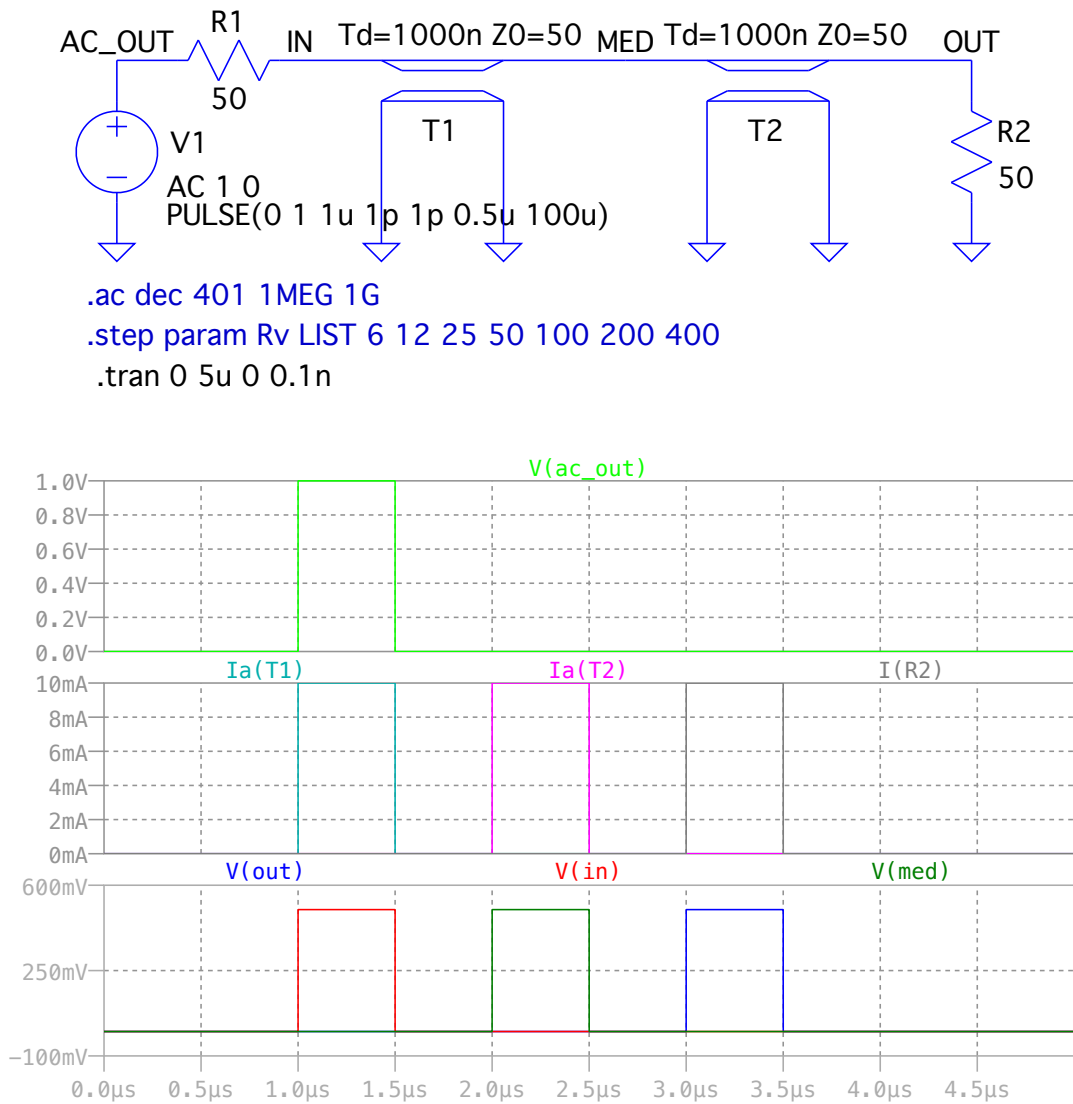 R1
AC_OUT IN Td=1000n Z0=50 MED Td=1000n Z0=50 OUT
50
V1 T1 T2 R2
50
AC 1 0
PULSE(0 1 1u 1p 1p 0.5u 100u)
.ac dec 401 1MEG 1G
.step param Rv LIST 6 12 25 50 100 200 400
.tran 0 5u 0 0.1n
V(ac_out)
1.0V
0.8V
0.6V
0.4V
0.2V
0.0V
Ia(T1) Ia(T2) I(R2)
10mA
8mA
6mA
4mA
2mA
0mA
V(out) V(in) V(med)
600mV
250mV
-100mV
0.0µs 0.5µs 1.0µs 1.5µs 2.0µs 2.5µs 3.0µs 3.5µs 4.0µs 4.5µs